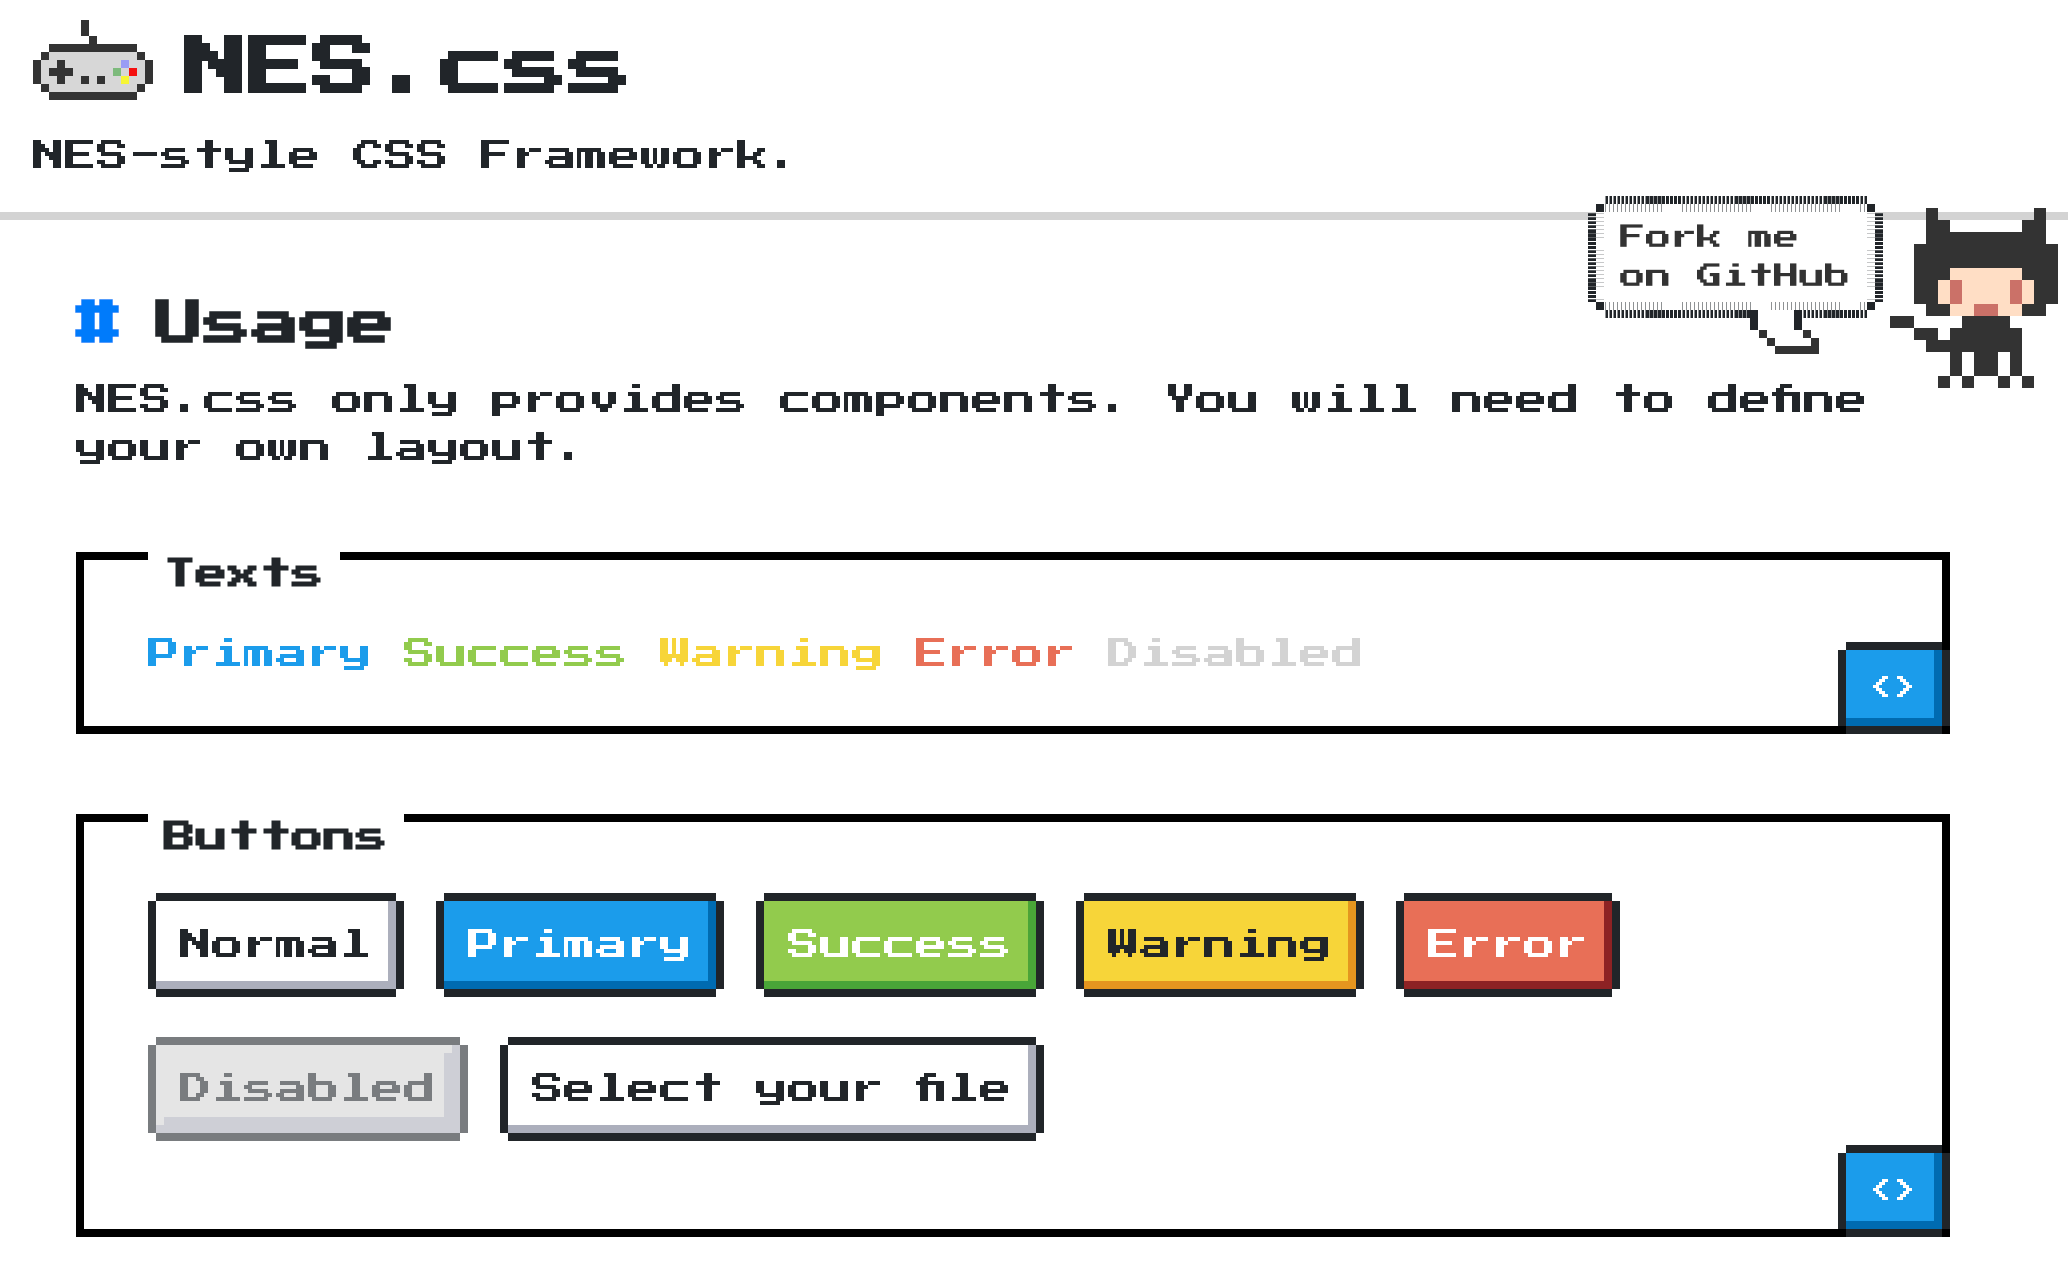 NES.css
NES-style CSS Framework.
Fork me
on GitHub
# Usage
NES.css only provides components. You will need to define
your own layout.
Texts
Primary Success Warning Error Disabled
<>
Buttons
Normal Primary Success Warning Error
Disabled Select your file
<>